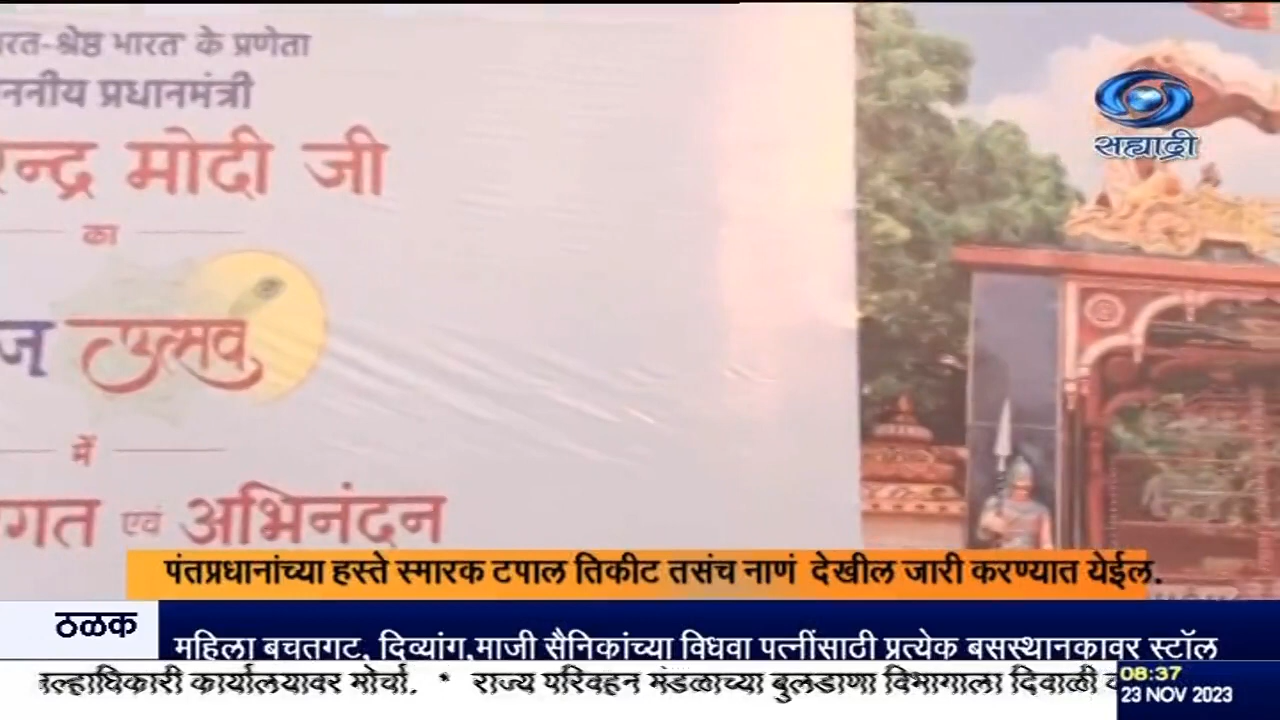 रत-श्रेष्ठ भारत के प्रणेता
ननीय प्रधानमंत्री
रेन्द्र मोदी जी
का
ज उत्सव
में
गत एवं अभिनंदन
सह्याद्री
पंतप्रधानांच्या हस्ते स्मारक टपाल तिकीट तसंच नाणं देखील जारी करण्यात येईल.
ठळक
महिला बचतगट, दिव्यांग,माजी सैनिकांच्या विधवा पत्नींसाठी प्रत्येक बसस्थानकावर स्टॉल
ल्हाधिकारी कार्यालयावर मोर्चा. * राज्य परिवहन मंडळाच्या बुलडाणा विभागाला दिवाळी
08:37
23 NOV 2023